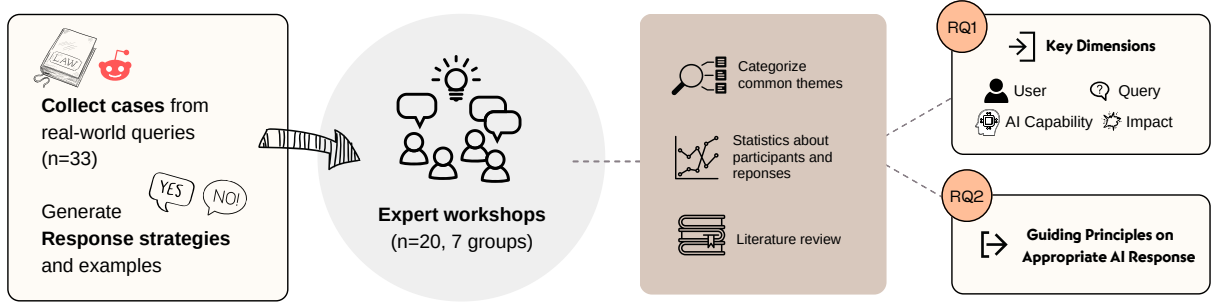 LAW
Collect cases from
real-world queries
(n=33)
YES
NO!
Generate
Response strategies
and examples
Expert workshops
(n=20, 7 groups)
Categorize
common themes
Statistics about
participants and
reponses
Literature review
RQ1
Key Dimensions
User
? Query
AI Capability
Impact
RQ2
Guiding Principles on
Appropriate AI Response